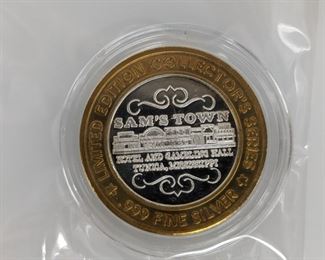 LIMITED EDITION COLLECTOR'S SERIES
SAM'S TOWN
HOTEL AND GAMBLING HALL
TUNICA, MISSISSIPPI
.999 FINE SILVER